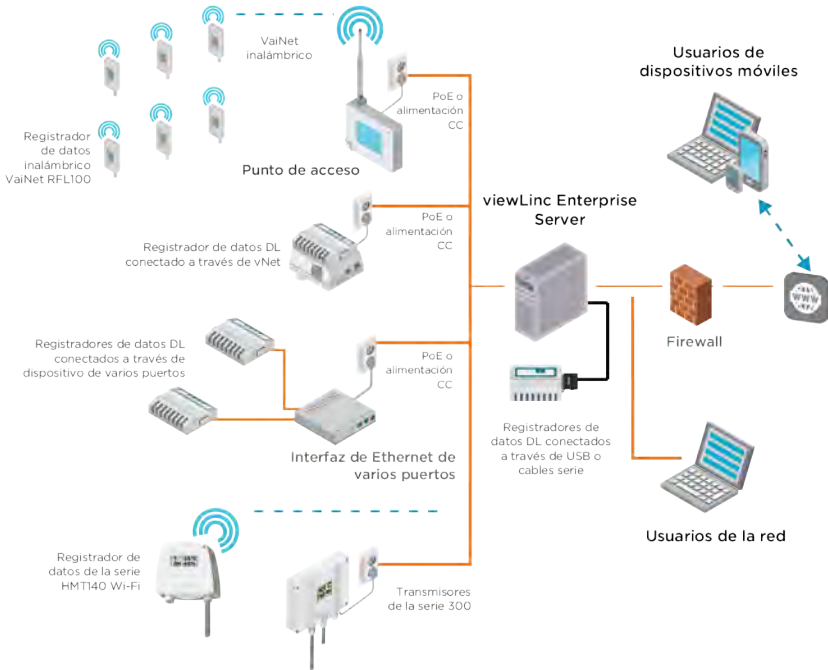 VaiNet
inalámbrico
Registrador
de datos
inalámbrico
VaiNet RFL100
PoE o
alimentación
CC
Punto de acceso
Registrador de datos DL
conectado a través de vNet
PoE o
alimentación
CC
Registradores de datos DL
conectados a través de
dispositivo de varios puertos
PoE o
alimentación
CC
Interfaz de Ethernet de
varios puertos
Registrador de
datos de la serie
HMT140 Wi-Fi
Transmisores
de la serie 300
viewLinc Enterprise
Server
Registradores de
datos DL conectados
a través de USB o
cables serie
Usuarios de
dispositivos móviles
Firewall
WWW
Usuarios de la red